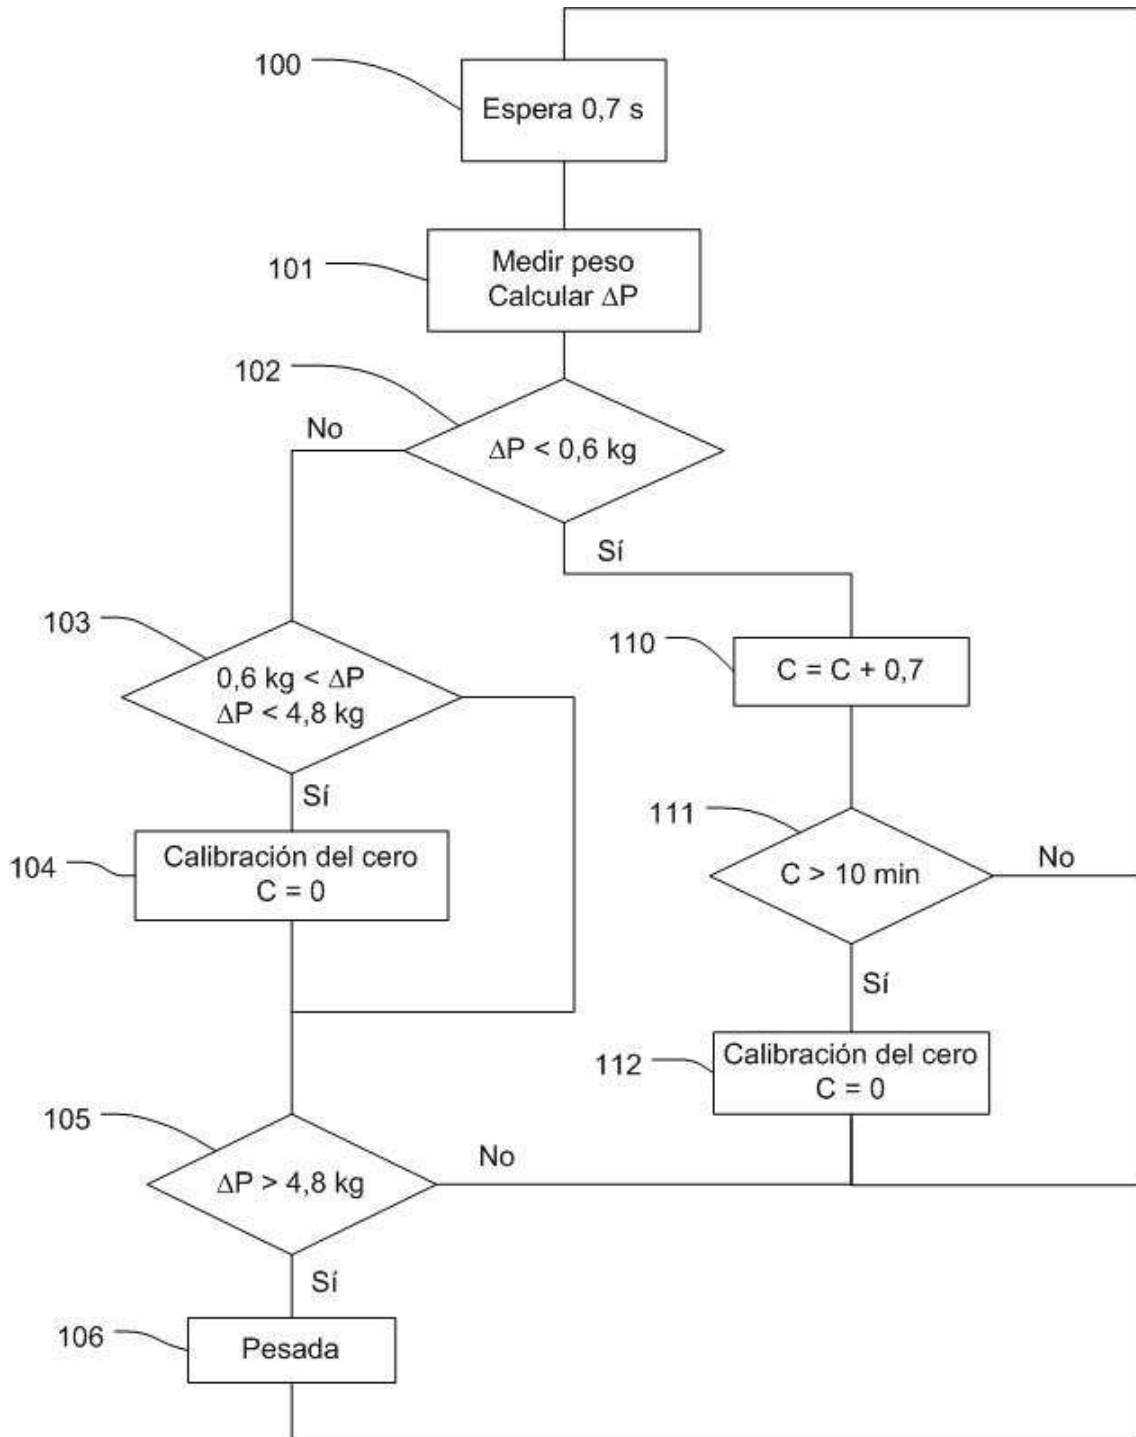 100
Espera 0,7 s
101
Medir peso
Calcular ΔP
102
No
ΔP < 0,6 kg
Sí
103
0,6 kg < ΔP
ΔP < 4,8 kg
110
C = C + 0,7
Sí
111
C > 10 min
No
104
Calibración del cero
C = 0
Sí
112
Calibración del cero
C = 0
105
ΔP > 4,8 kg
No
Sí
106
Pesada